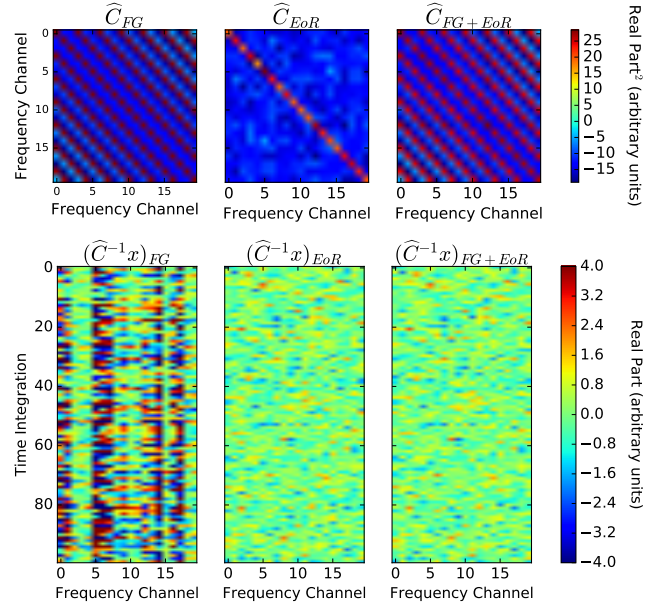 Ĉ_FG
Ĉ_EoR
Ĉ_FG+EoR
Frequency Channel
0
5
10
15
0 5 10 15
0 5 10 15
0 5 10 15
Frequency Channel
Frequency Channel
Frequency Channel
25
20
15
10
5
0
−5
−10
−15
Real Part² (arbitrary units)
(Ĉ⁻¹x)_FG
(Ĉ⁻¹x)_EoR
(Ĉ⁻¹x)_FG+EoR
Time Integration
0
20
40
60
80
0 5 10 15
0 5 10 15
0 5 10 15
Frequency Channel
Frequency Channel
Frequency Channel
4.0
3.2
2.4
1.6
0.8
0.0
−0.8
−1.6
−2.4
−3.2
−4.0
Real Part (arbitrary units)